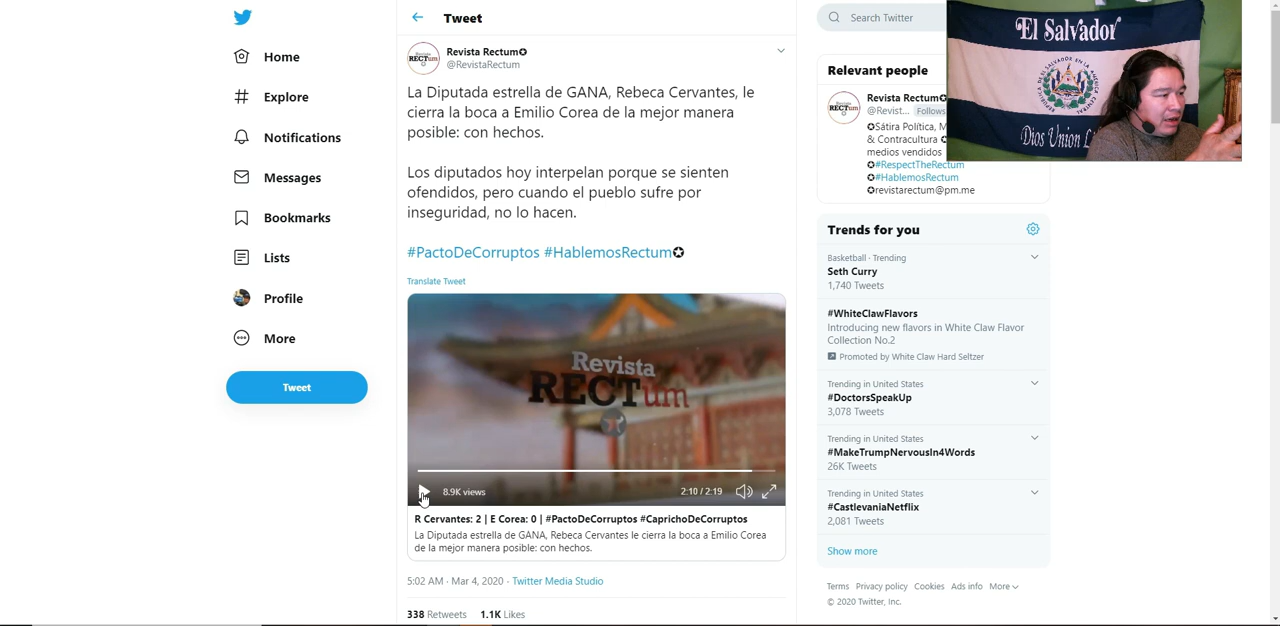 Tweet
Search Twitter
Home
Explore
Notifications
Messages
Bookmarks
Lists
Profile
More
Tweet
Revista Rectum✪
@RevistaRectum
La Diputada estrella de GANA, Rebeca Cervantes, le
cierra la boca a Emilio Corea de la mejor manera
posible: con hechos.
Los diputados hoy interpelan porque se sienten
ofendidos, pero cuando el pueblo sufre por
inseguridad, no lo hacen.
#PactoDeCorruptos #HablemosRectum✪
Translate Tweet
Revista
RECTum
8.9K views
2:10 / 2:19
R Cervantes: 2 | E Corea: 0 | #PactoDeCorruptos #CaprichoDeCorruptos
La Diputada estrella de GANA, Rebeca Cervantes le cierra la boca a Emilio Corea
de la mejor manera posible: con hechos.
5:02 AM · Mar 4, 2020 · Twitter Media Studio
338 Retweets 1.1K Likes
Relevant people
Revista Rectum✪
@Revist... Follows
✪Sátira Política, M
& Contracultura ✪
medios vendidos
✪#RespectTheRectum
✪#HablemosRectum
✪revistarectum@pm.me
Trends for you
Basketball · Trending
Seth Curry
1,740 Tweets
#WhiteClawFlavors
Introducing new flavors in White Claw Flavor
Collection No.2
Promoted by White Claw Hard Seltzer
Trending in United States
#DoctorsSpeakUp
3,078 Tweets
Trending in United States
#MakeTrumpNervousIn4Words
26K Tweets
Trending in United States
#CastlevaniaNetflix
2,081 Tweets
Show more
Terms Privacy policy Cookies Ads info More
© 2020 Twitter, Inc.
El Salvador
Dios Union Li